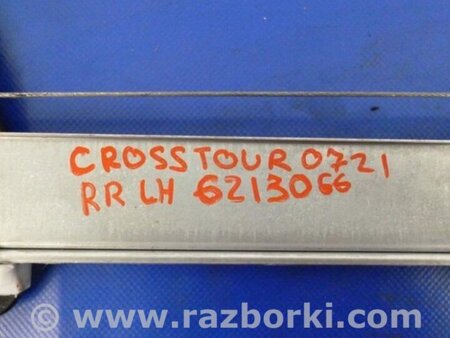 CROSSTOUR 0721
RR LH 6213066
www.razborki.com